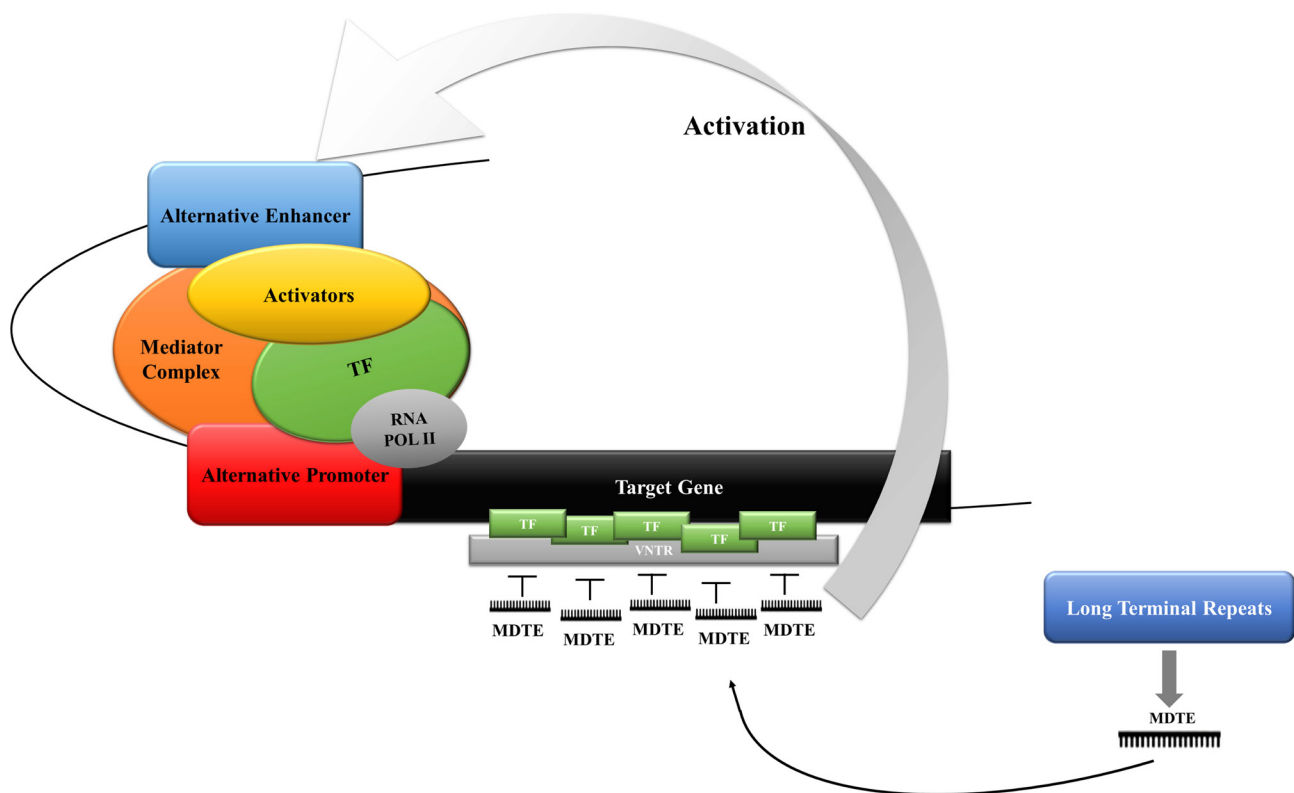 Activation
Alternative Enhancer
Activators
Mediator
Complex
TF
RNA
POL II
Alternative Promoter
Target Gene
TF
TF
TF
TF
TF
VNTR
MDTE
MDTE
MDTE
MDTE
MDTE
Long Terminal Repeats
MDTE